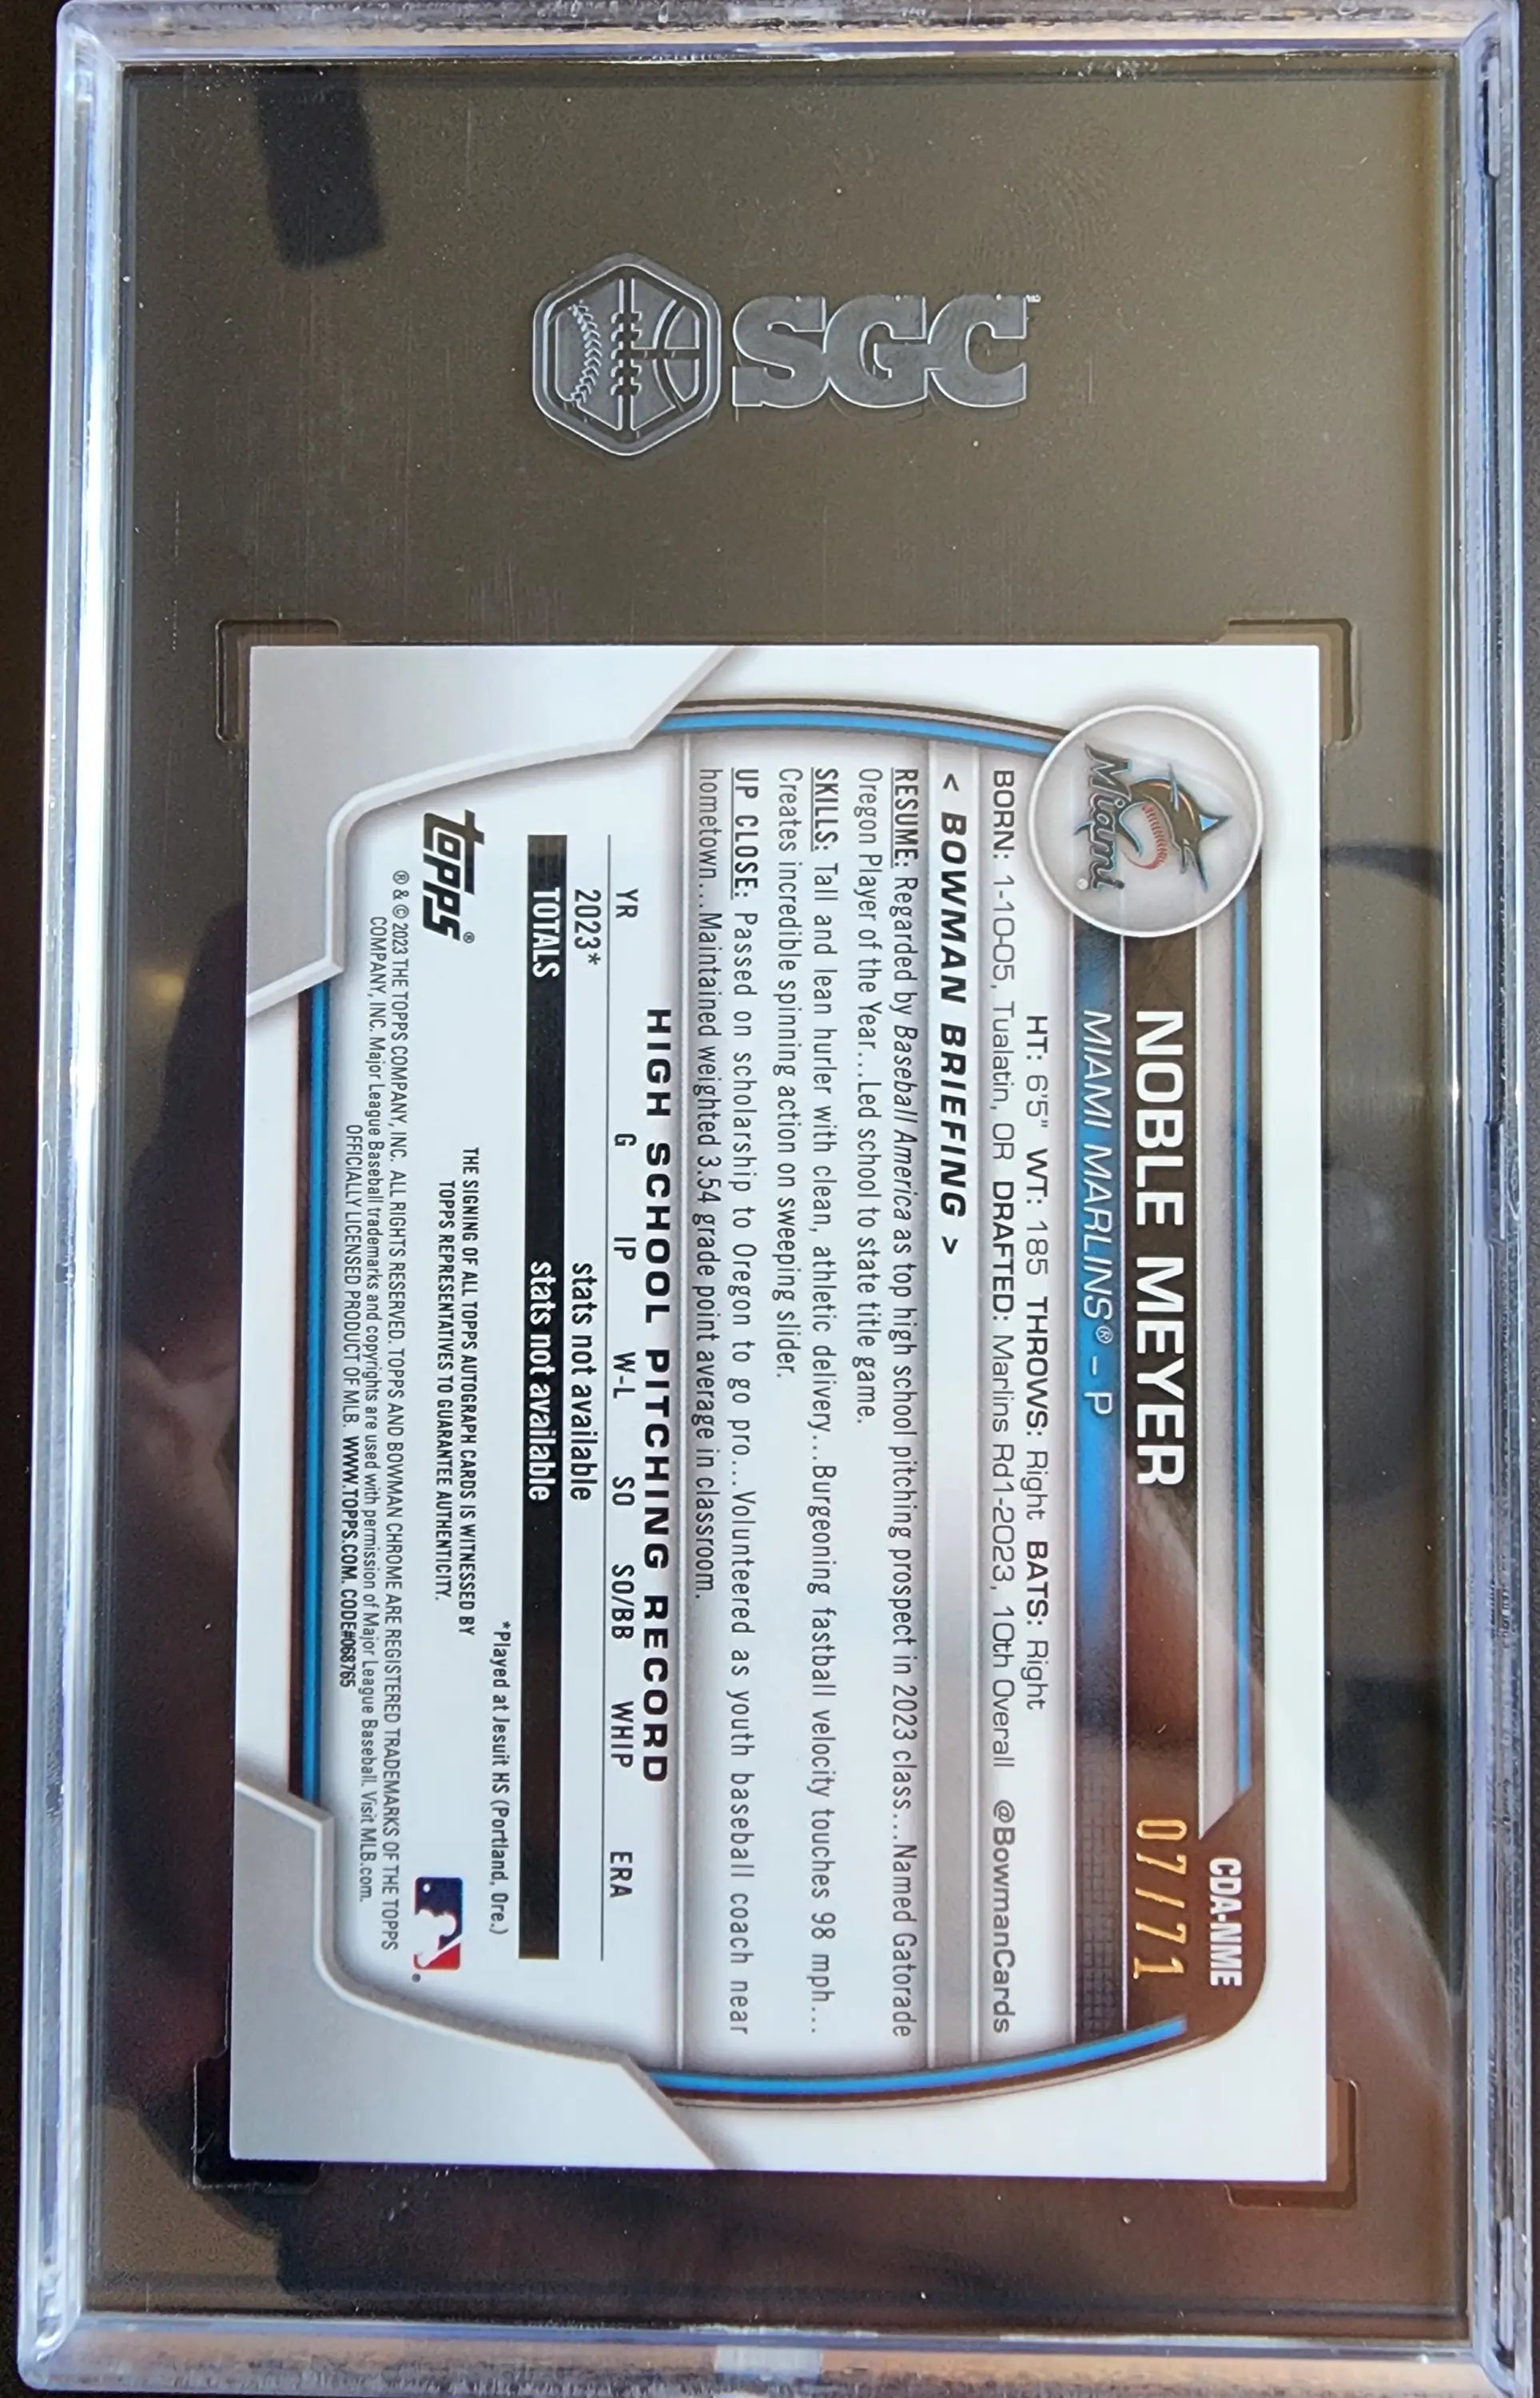 SGC
Miami
CDA-NME
NOBLE MEYER
07/71
MIAMI MARLINS® – P
HT: 6'5" WT: 185 THROWS: Right BATS: Right
BORN: 1-10-05, Tualatin, OR DRAFTED: Marlins Rd1-2023, 10th Overall @BowmanCards
< BOWMAN BRIEFING >
RESUME: Regarded by Baseball America as top high school pitching prospect in 2023 class...Named Gatorade
Oregon Player of the Year...Led school to state title game.
SKILLS: Tall and lean hurler with clean, athletic delivery...Burgeoning fastball velocity touches 98 mph...
Creates incredible spinning action on sweeping slider.
UP CLOSE: Passed on scholarship to Oregon to go pro...Volunteered as youth baseball coach near
hometown...Maintained weighted 3.54 grade point average in classroom.
HIGH SCHOOL PITCHING RECORD
YR G IP W-L SO SO/BB WHIP ERA
2023* stats not available
TOTALS stats not available
*Played at Jesuit HS (Portland, Ore.)
topps®
THE SIGNING OF ALL TOPPS AUTOGRAPH CARDS IS WITNESSED BY
TOPPS REPRESENTATIVES TO GUARANTEE AUTHENTICITY.
® & © 2023 THE TOPPS COMPANY, INC. ALL RIGHTS RESERVED. TOPPS AND BOWMAN CHROME ARE REGISTERED TRADEMARKS OF THE TOPPS
COMPANY, INC. Major League Baseball trademarks and copyrights are used with permission of Major League Baseball. Visit MLB.com.
OFFICIALLY LICENSED PRODUCT OF MLB. WWW.TOPPS.COM. CODE#068765